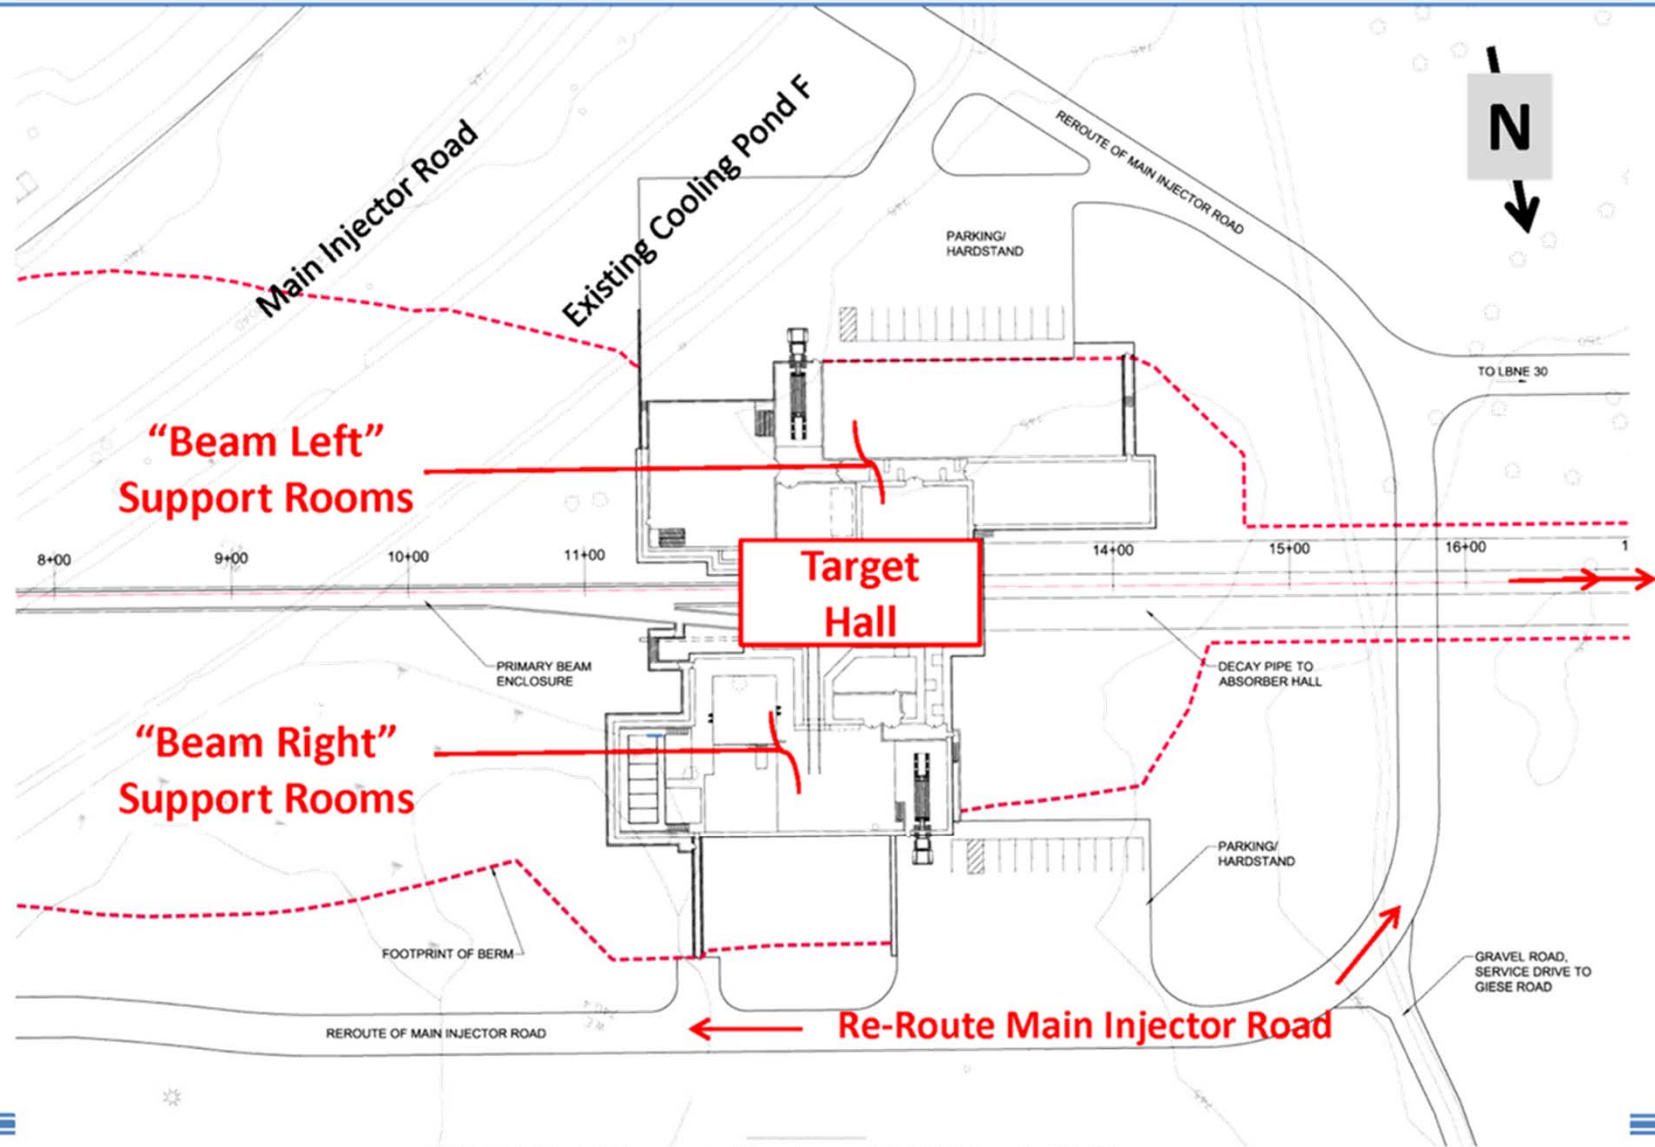 N
Main Injector Road
Existing Cooling Pond F
REROUTE OF MAIN INJECTOR ROAD
PARKING/
HARDSTAND
TO LBNE 30
“Beam Left”
Support Rooms
8+00
9+00
10+00
11+00
14+00
15+00
16+00
1
Target
Hall
PRIMARY BEAM
ENCLOSURE
DECAY PIPE TO
ABSORBER HALL
“Beam Right”
Support Rooms
PARKING/
HARDSTAND
FOOTPRINT OF BERM
GRAVEL ROAD,
SERVICE DRIVE TO
GIESE ROAD
REROUTE OF MAIN INJECTOR ROAD
Re-Route Main Injector Road
745